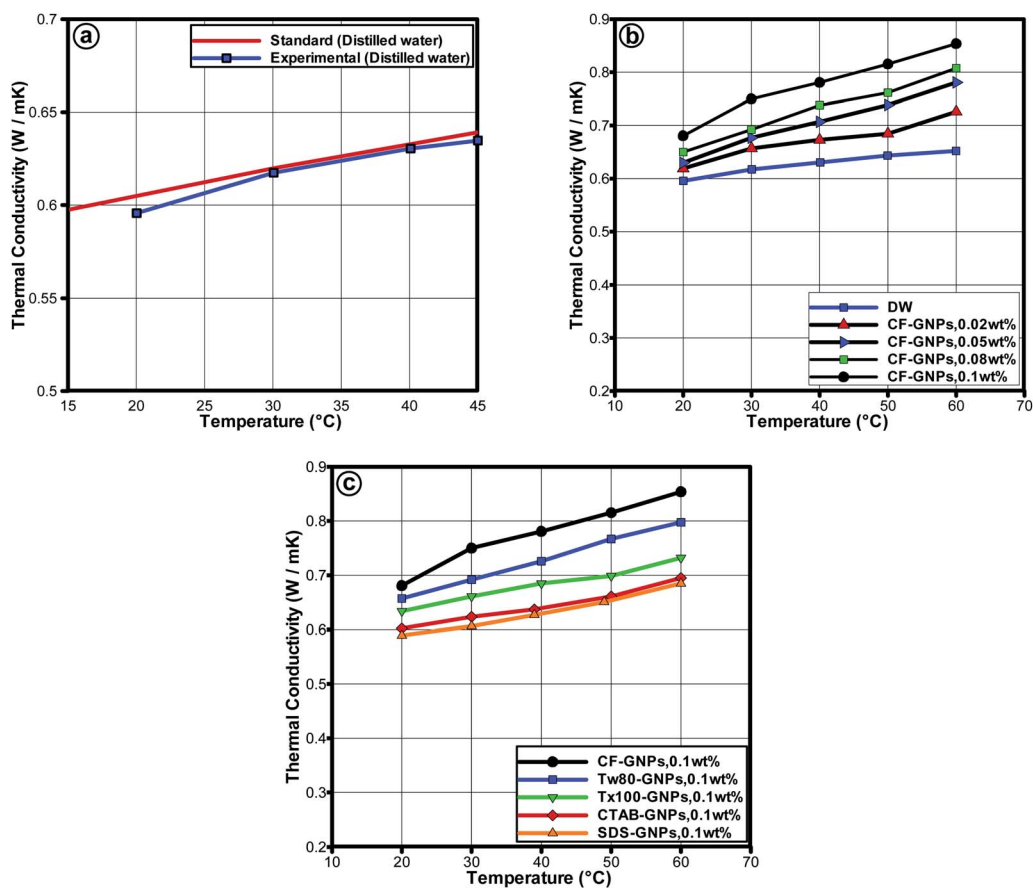 a
Standard (Distilled water)
Experimental (Distilled water)
0.7
0.65
0.6
0.55
0.5
Thermal Conductivity (W / mK)
15 20 25 30 35 40 45
Temperature (°C)
b
0.9
0.8
0.7
0.6
0.5
0.4
0.3
0.2
Thermal Conductivity (W / mK)
DW
CF-GNPs,0.02wt%
CF-GNPs,0.05wt%
CF-GNPs,0.08wt%
CF-GNPs,0.1wt%
10 20 30 40 50 60 70
Temperature (°C)
c
0.9
0.8
0.7
0.6
0.5
0.4
0.3
0.2
Thermal Conductivity (W / mK)
CF-GNPs,0.1wt%
Tw80-GNPs,0.1wt%
Tx100-GNPs,0.1wt%
CTAB-GNPs,0.1wt%
SDS-GNPs,0.1wt%
10 20 30 40 50 60 70
Temperature (°C)